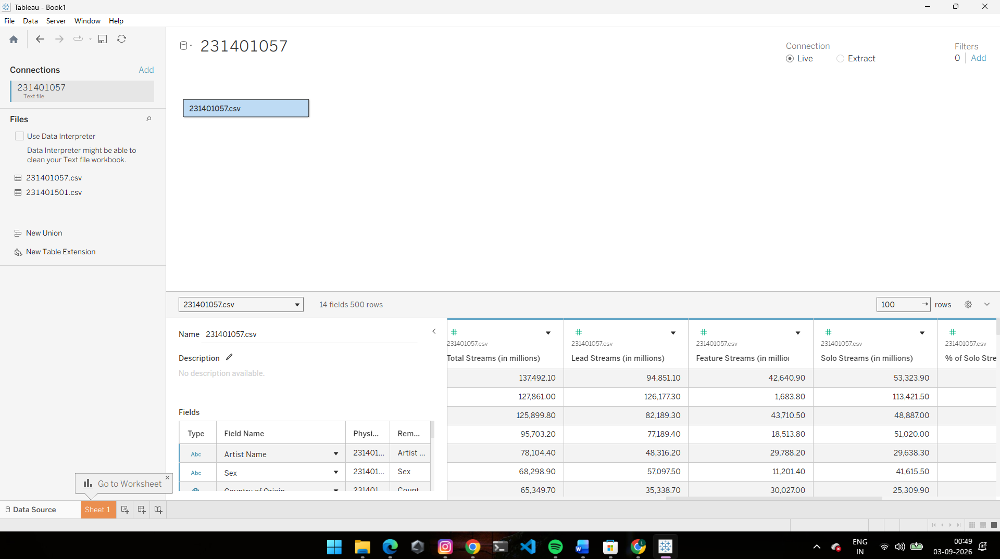 Tableau - Book1
File Data Server Window Help
231401057
Connection
Live Extract
Filters
0 Add
Connections Add
231401057
Text file
231401057.csv
Files
Use Data Interpreter
Data Interpreter might be able to
clean your Text file workbook.
231401057.csv
231401501.csv
New Union
New Table Extension
231401057.csv 14 fields 500 rows 100 rows
Name 231401057.csv
Description
No description available.
Fields
Type Field Name Physi... Rem...
Abc Artist Name 231401... Artist ...
Abc Sex 231401... Sex
Country of Origin 231401 Count
231401057.csv 231401057.csv 231401057.csv 231401057.csv 231401057.csv
Total Streams (in millions) Lead Streams (in millions) Feature Streams (in millior Solo Streams (in millions) % of Solo Stre
137,492.10 94,851.10 42,640.90 53,323.90
127,861.00 126,177.30 1,683.80 113,421.50
125,899.80 82,189.30 43,710.50 48,887.00
95,703.20 77,189.40 18,513.80 51,020.00
78,104.40 48,316.20 29,788.20 29,638.30
68,298.90 57,097.50 11,201.40 41,615.50
65,349.70 35,338.70 30,027.00 25,309.90
Go to Worksheet
Data Source Sheet 1
ENG
IN
00:49
03-09-2026